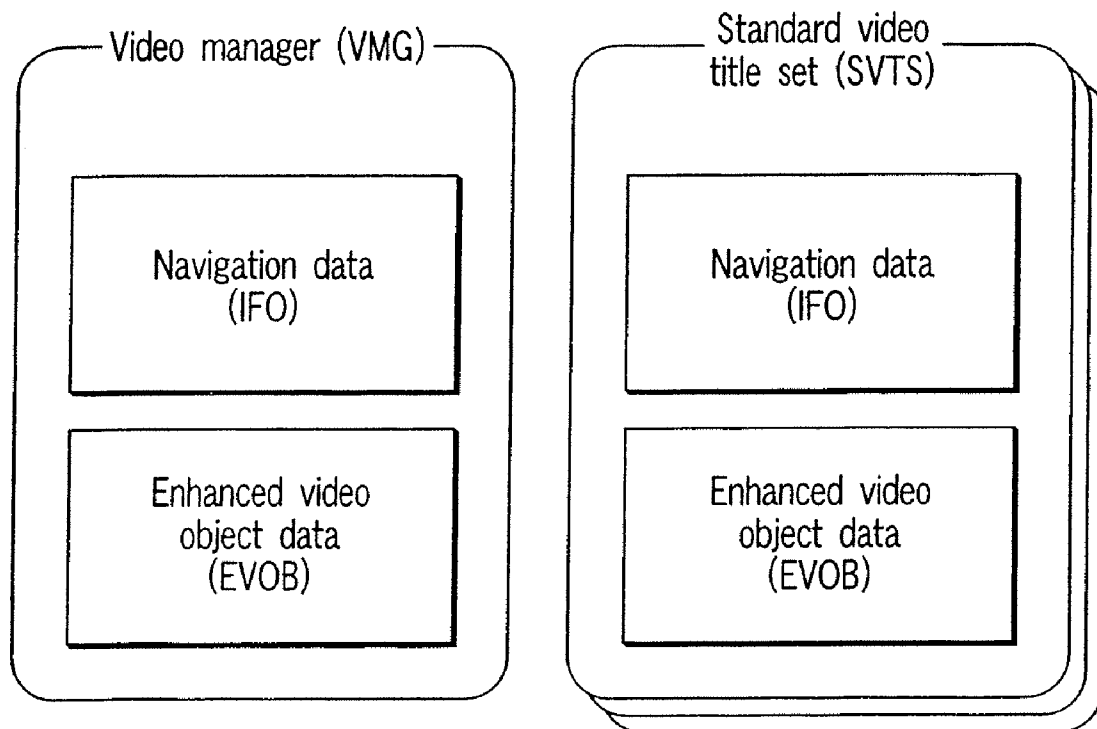 Video manager (VMG)
Navigation data
(IFO)
Enhanced video
object data
(EVOB)
Standard video
title set (SVTS)
Navigation data
(IFO)
Enhanced video
object data
(EVOB)